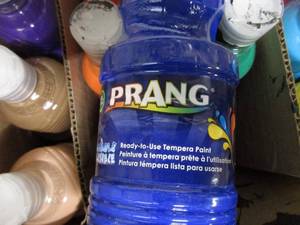 PRANG
Ready-to-Use Tempera Paint
Peinture à tempera prête à l'utilisation
Pintura témpera lista para usarse